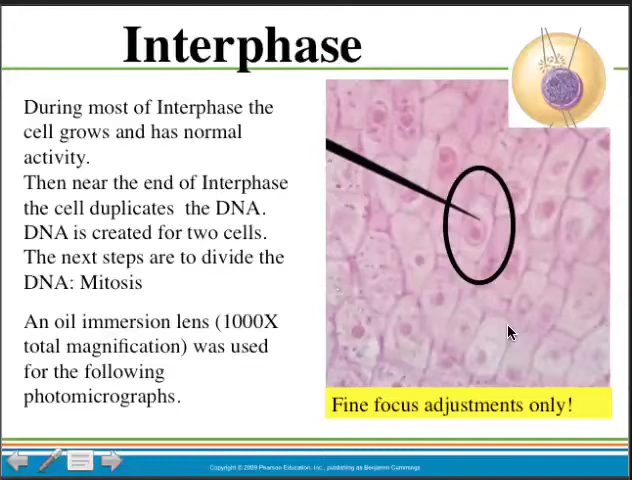 Interphase
During most of Interphase the
cell grows and has normal
activity.
Then near the end of Interphase
the cell duplicates the DNA.
DNA is created for two cells.
The next steps are to divide the
DNA: Mitosis
An oil immersion lens (1000X
total magnification) was used
for the following
photomicrographs.
Fine focus adjustments only!
Copyright © 2009 Pearson Education, Inc., publishing as Benjamin Cummings